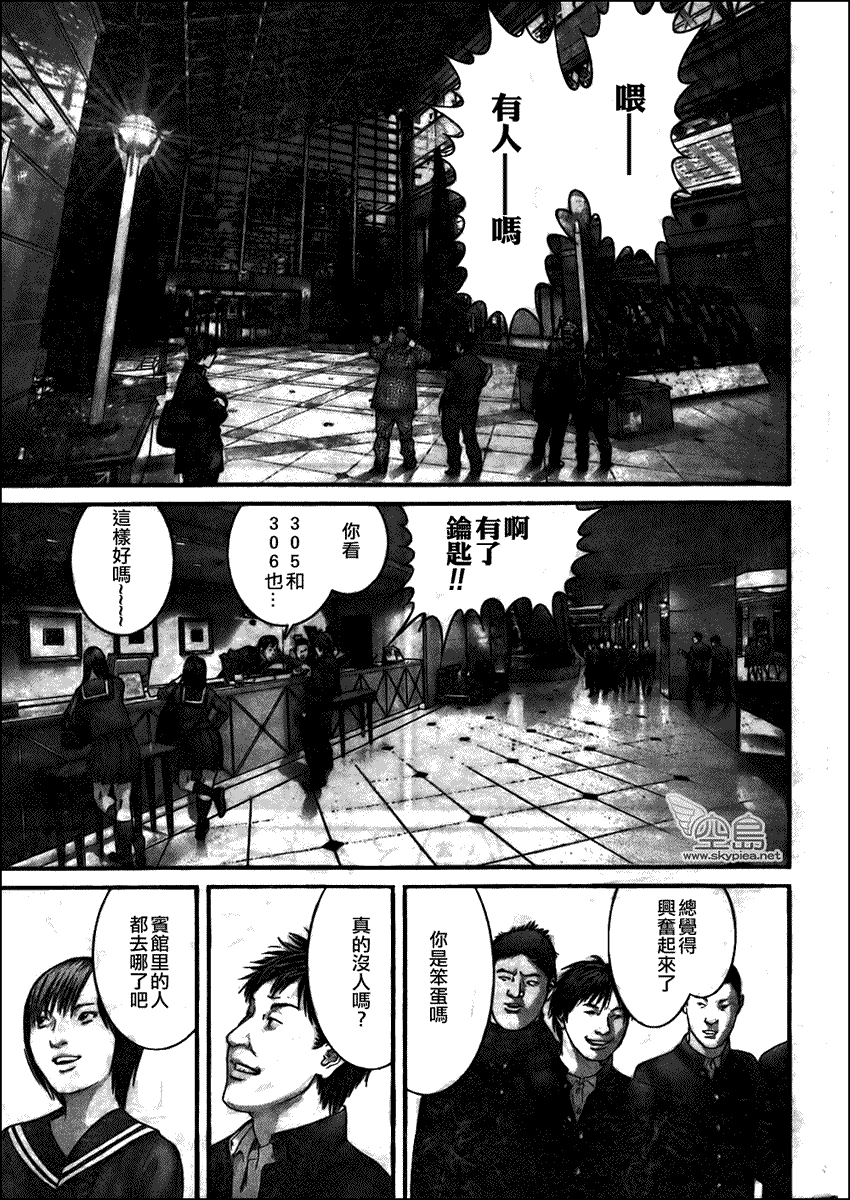 喂——
有人——嗎
啊
有了
鑰匙!!
你看
305和
306也…
這樣好嗎~~~~
空島
www.skypiea.net
總覺得
興奮起來了
你是笨蛋嗎
真的沒人嗎?
賓館里的人
都去哪了吧